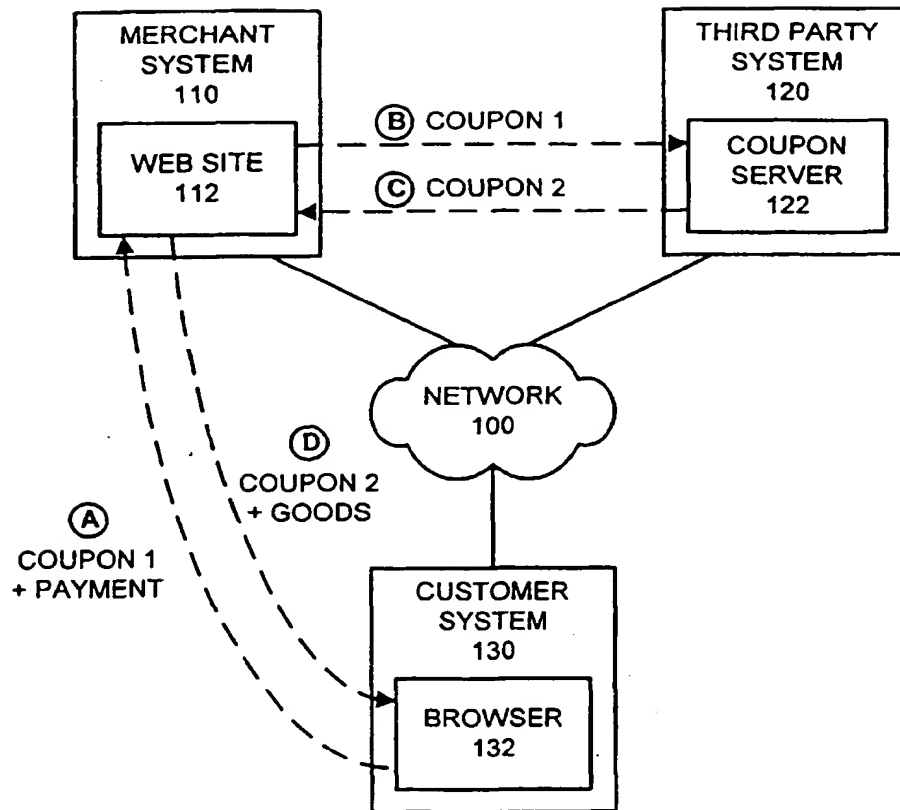 MERCHANT
SYSTEM
110
WEB SITE
112
THIRD PARTY
SYSTEM
120
COUPON
SERVER
122
B COUPON 1
C COUPON 2
NETWORK
100
D
COUPON 2
+ GOODS
A
COUPON 1
+ PAYMENT
CUSTOMER
SYSTEM
130
BROWSER
132